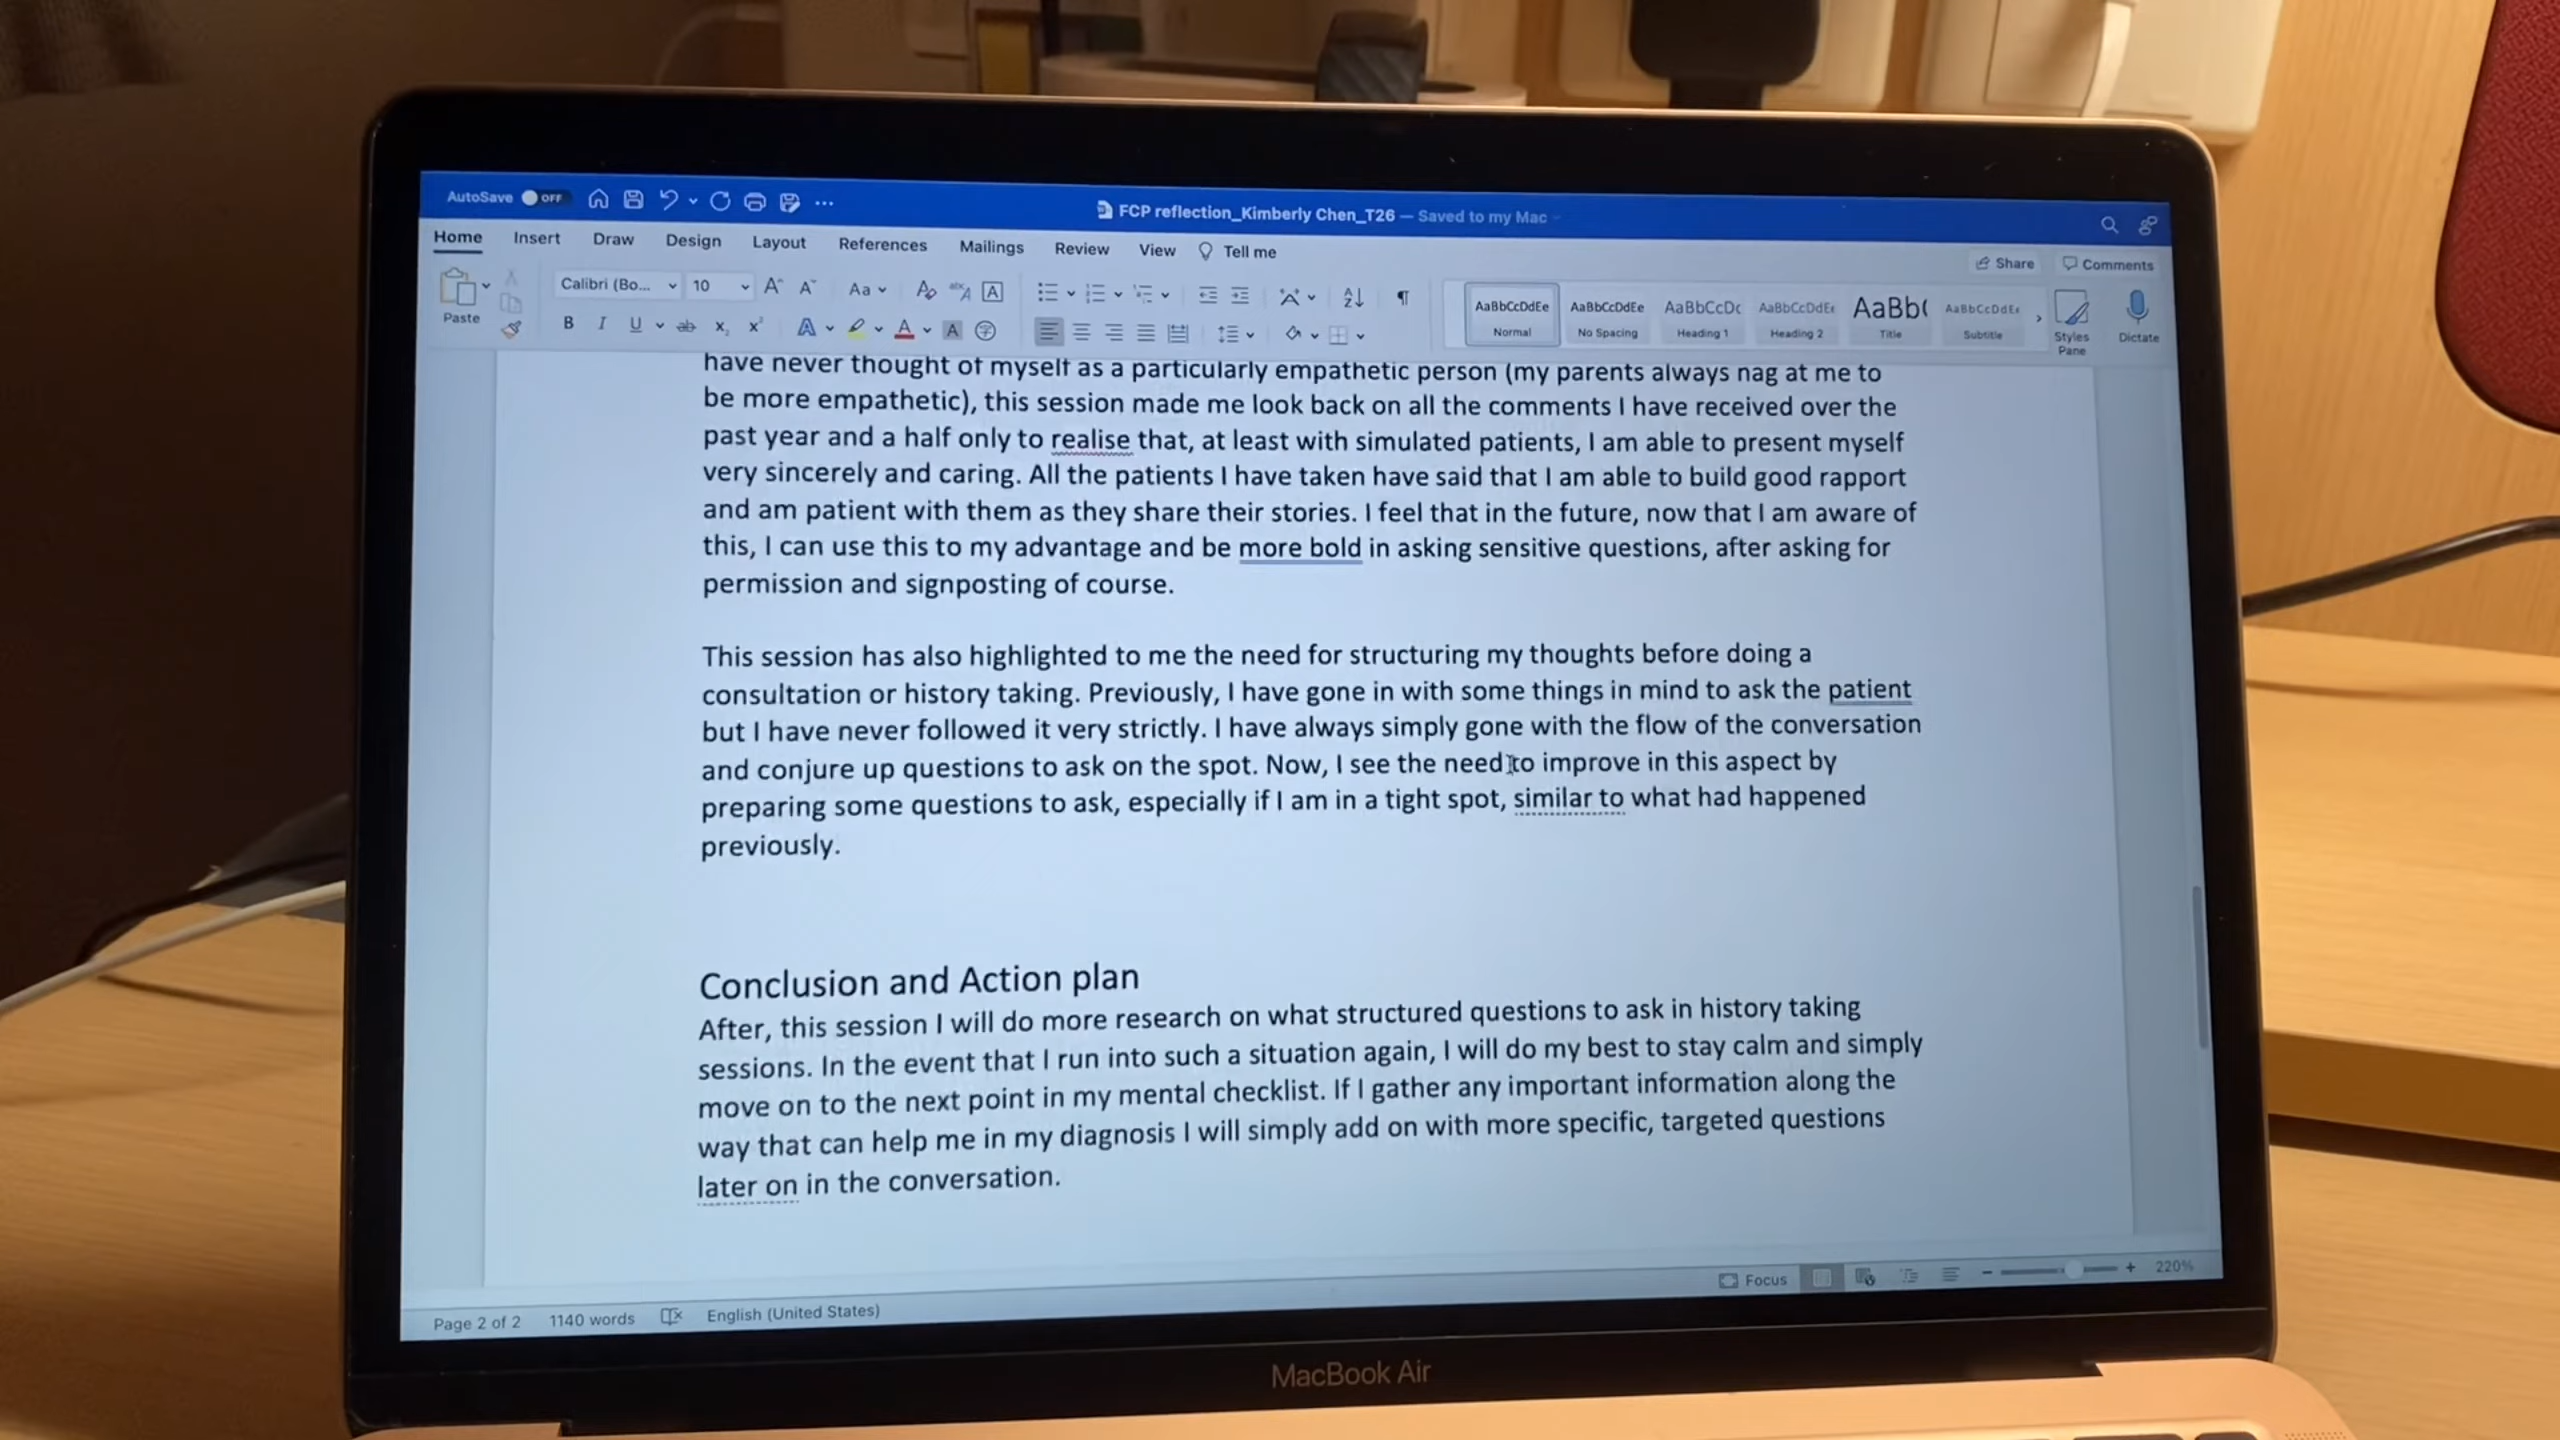 AutoSave OFF
FCP reflection_Kimberly Chen_T26 — Saved to my Mac
Home Insert Draw Design Layout References Mailings Review View Tell me
Share Comments
Paste
Calibri (Bo... 10
AaBbCcDdEe Normal
AaBbCcDdEe No Spacing
AaBbCcDc Heading 1
AaBbCcDdEe Heading 2
AaBb( Title
AaBbCcDdEe Subtitle
Styles Pane
Dictate
have never thought of myself as a particularly empathetic person (my parents always nag at me to
be more empathetic), this session made me look back on all the comments I have received over the
past year and a half only to realise that, at least with simulated patients, I am able to present myself
very sincerely and caring. All the patients I have taken have said that I am able to build good rapport
and am patient with them as they share their stories. I feel that in the future, now that I am aware of
this, I can use this to my advantage and be more bold in asking sensitive questions, after asking for
permission and signposting of course.
This session has also highlighted to me the need for structuring my thoughts before doing a
consultation or history taking. Previously, I have gone in with some things in mind to ask the patient
but I have never followed it very strictly. I have always simply gone with the flow of the conversation
and conjure up questions to ask on the spot. Now, I see the need to improve in this aspect by
preparing some questions to ask, especially if I am in a tight spot, similar to what had happened
previously.
Conclusion and Action plan
After, this session I will do more research on what structured questions to ask in history taking
sessions. In the event that I run into such a situation again, I will do my best to stay calm and simply
move on to the next point in my mental checklist. If I gather any important information along the
way that can help me in my diagnosis I will simply add on with more specific, targeted questions
later on in the conversation.
Focus 220%
Page 2 of 2 1140 words English (United States)
MacBook Air